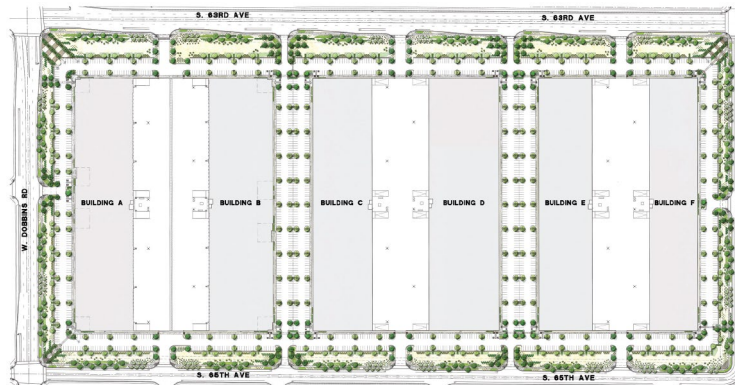 S. 63RD AVE
S. 63RD AVE
W. DOBBINS RD
BUILDING A
BUILDING B
BUILDING C
BUILDING D
BUILDING E
BUILDING F
S. 65TH AVE
S. 65TH AVE